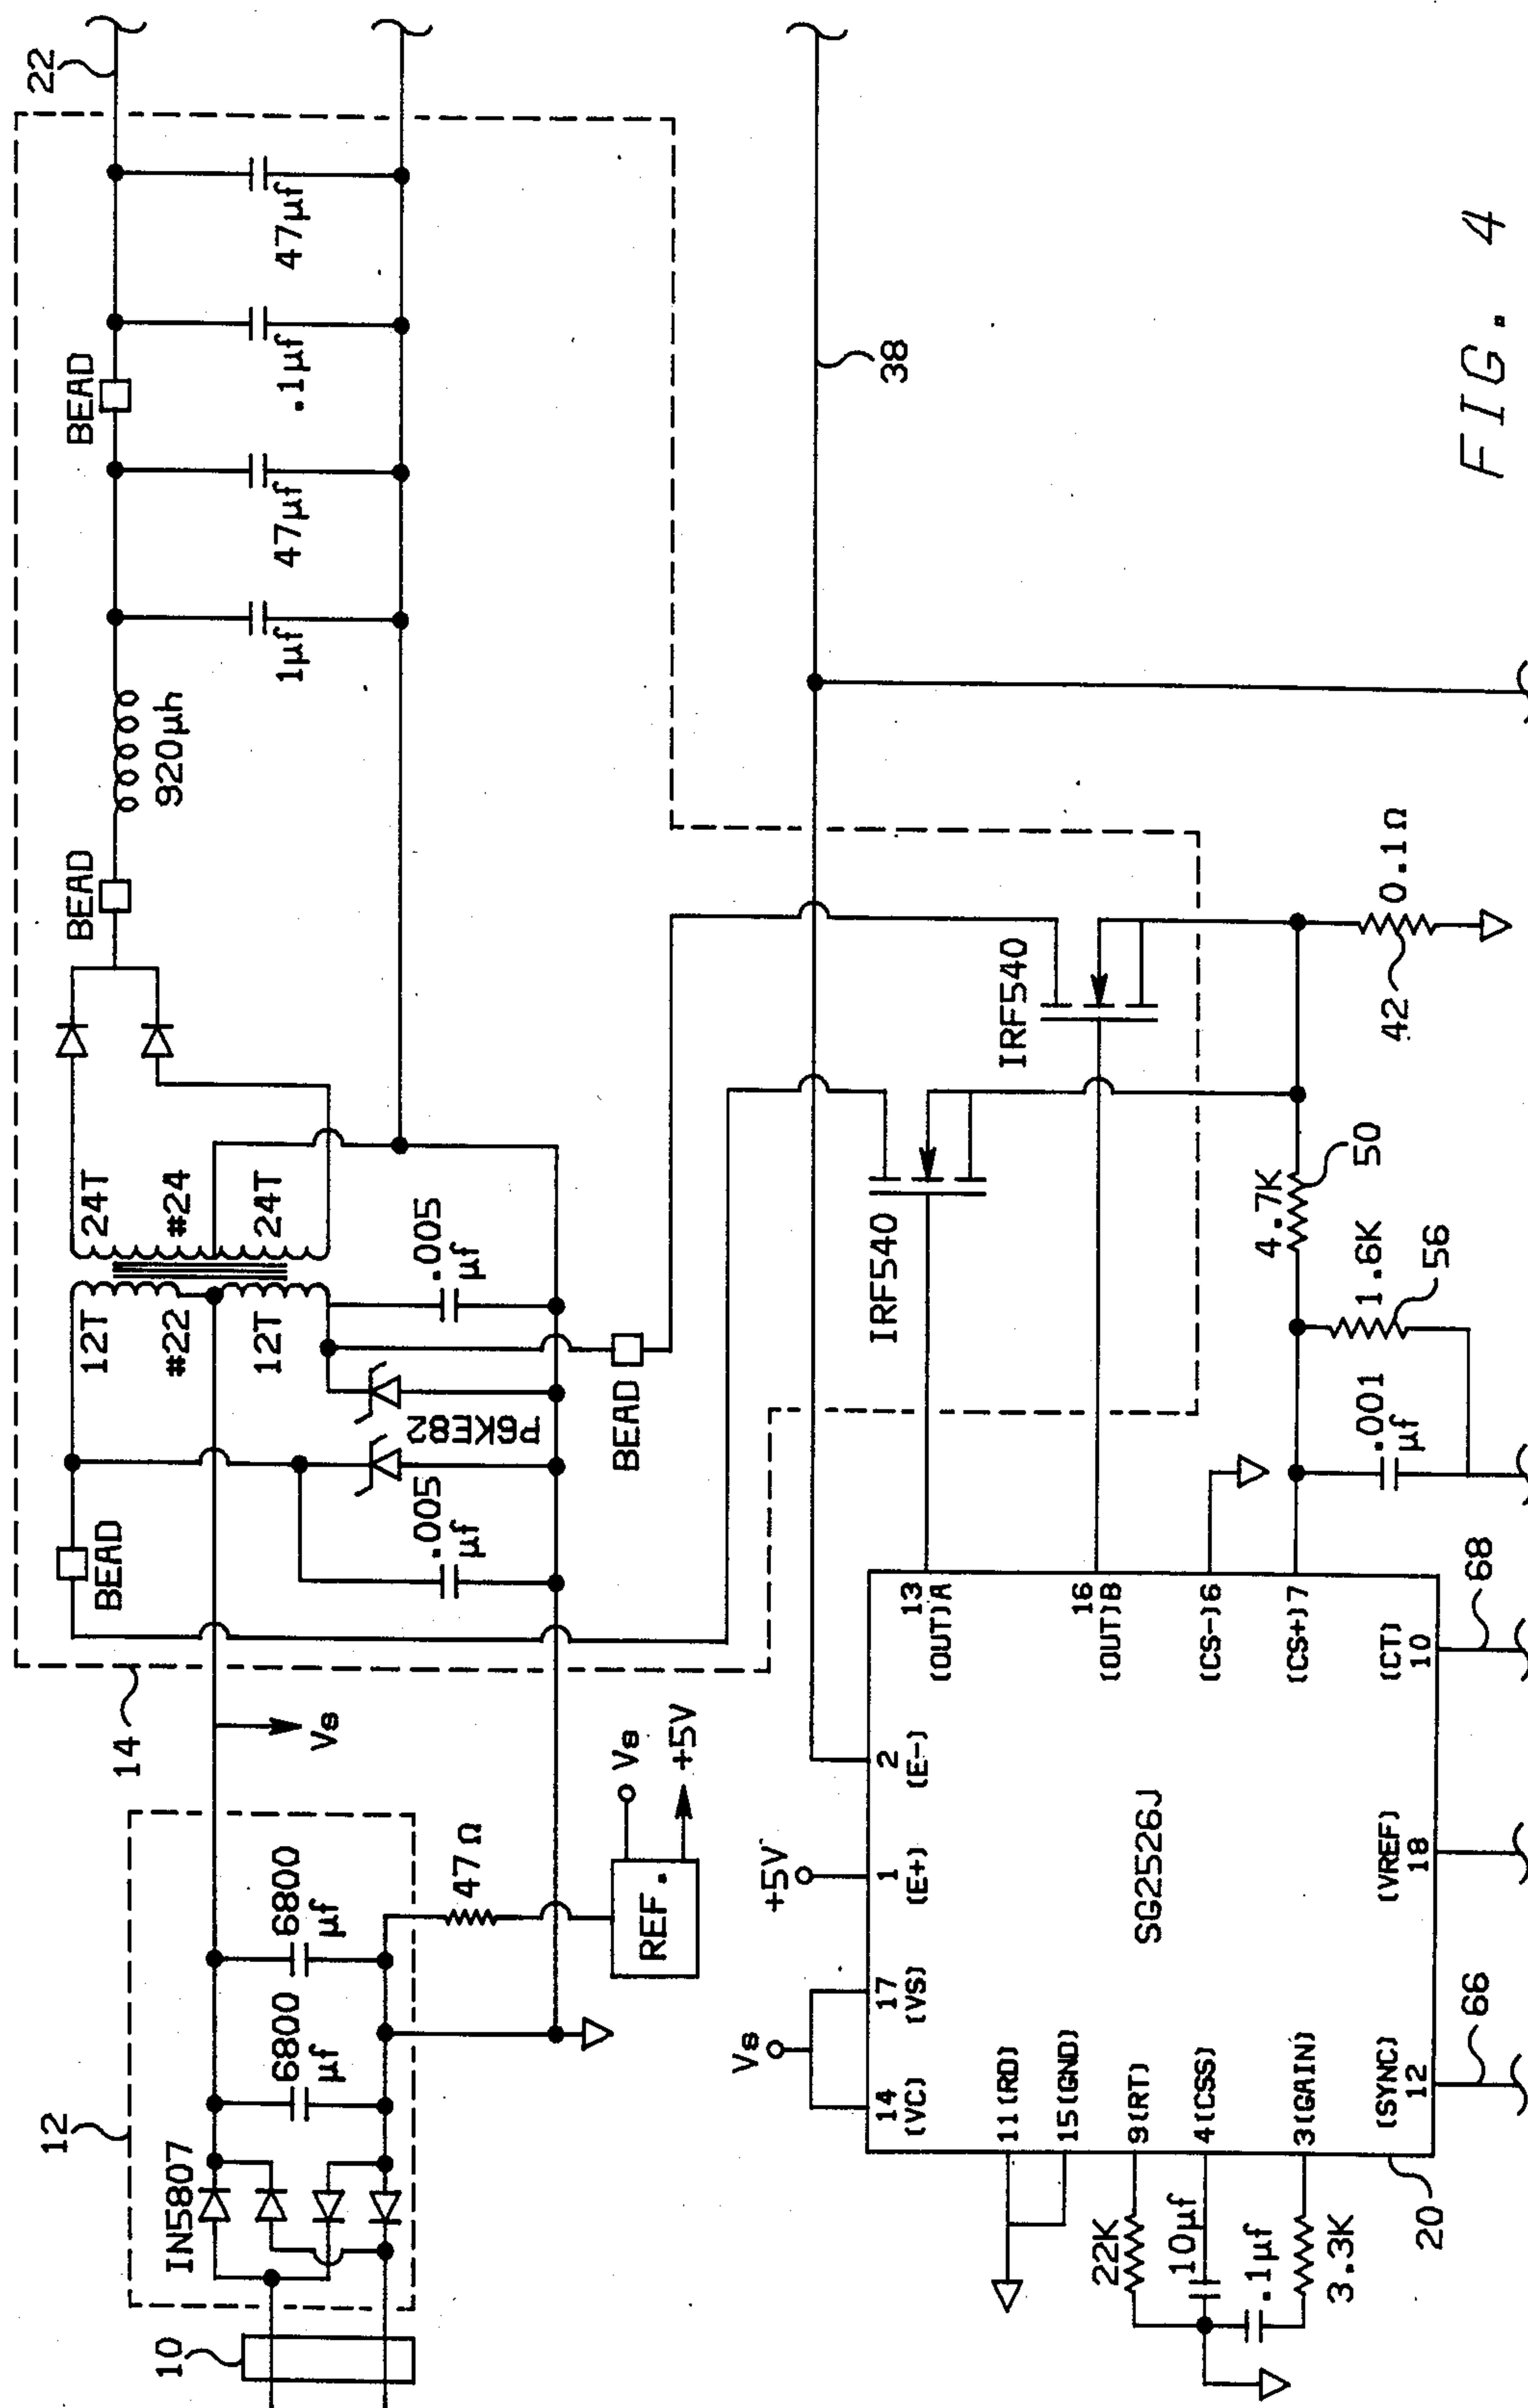 10
12
IN5807
6800
µf
6800
µf
47Ω
REF.
Vs
+5V
Vs
14
BEAD
.005
µf
P6KE82
12T
#22
12T
24T
#24
24T
.005
µf
BEAD
BEAD
920µh
1µf
47µf
BEAD
.1µf
47µf
22
38
IRF540
IRF540
4.7K
50
1.6K
56
.001
µf
42
0.1Ω
Vs
+5V
14
(VC)
17
(VS)
1
(E+)
2
(E-)
11(RD)
15(GND)
9(RT)
4(CSS)
3(GAIN)
SG2526J
13
(OUT)A
16
(OUT)B
(CS-)6
(CS+)7
(SYNC)
12
(VREF)
18
(CT)
10
22K
10µf
.1µf
3.3K
20
66
68
FIG. 4